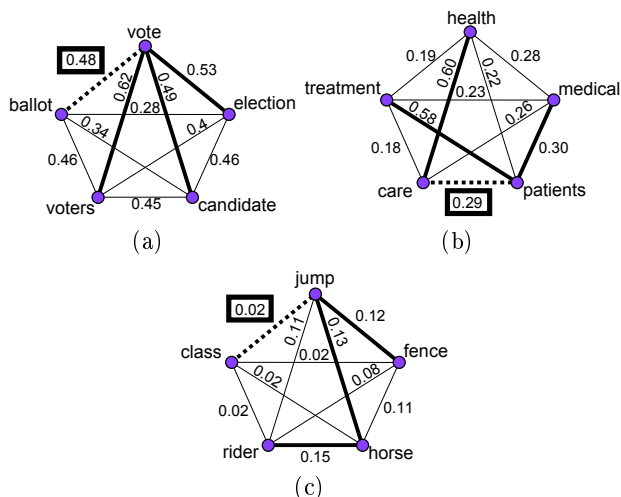 vote
0.48
0.53
0.62
0.49
ballot
0.28
election
0.34
0.4
0.46
0.46
voters
0.45
candidate
(a)
health
0.19
0.60
0.22
0.28
treatment
0.23
medical
0.58
0.26
0.18
0.30
care
patients
0.29
(b)
jump
0.02
0.11
0.13
0.12
class
0.02
fence
0.02
0.08
0.02
0.11
rider
0.15
horse
(c)